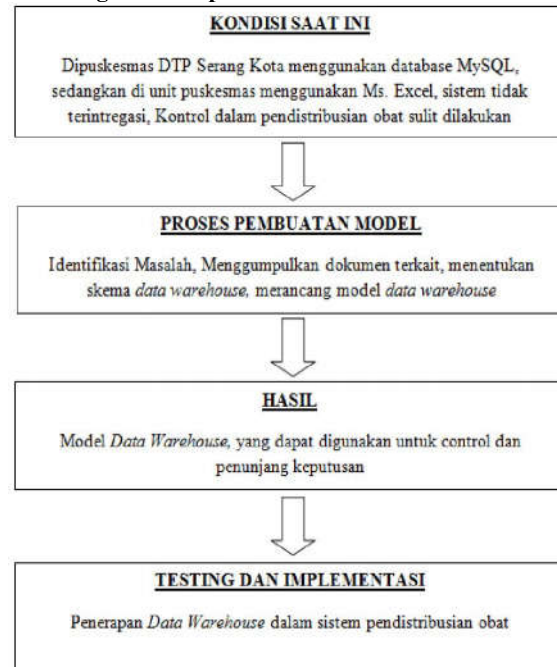 KONDISI SAAT INI
Dipuskesmas DTP Serang Kota menggunakan database MySQL,
sedangkan di unit puskesmas menggunakan Ms. Excel, sistem tidak
terintregasi, Kontrol dalam pendistribusian obat sulit dilakukan
PROSES PEMBUATAN MODEL
Identifikasi Masalah, Menggumpulkan dokumen terkait, menentukan
skema data warehouse, merancang model data warehouse
HASIL
Model Data Warehouse, yang dapat digunakan untuk control dan
penunjang keputusan
TESTING DAN IMPLEMENTASI
Penerapan Data Warehouse dalam sistem pendistribusian obat